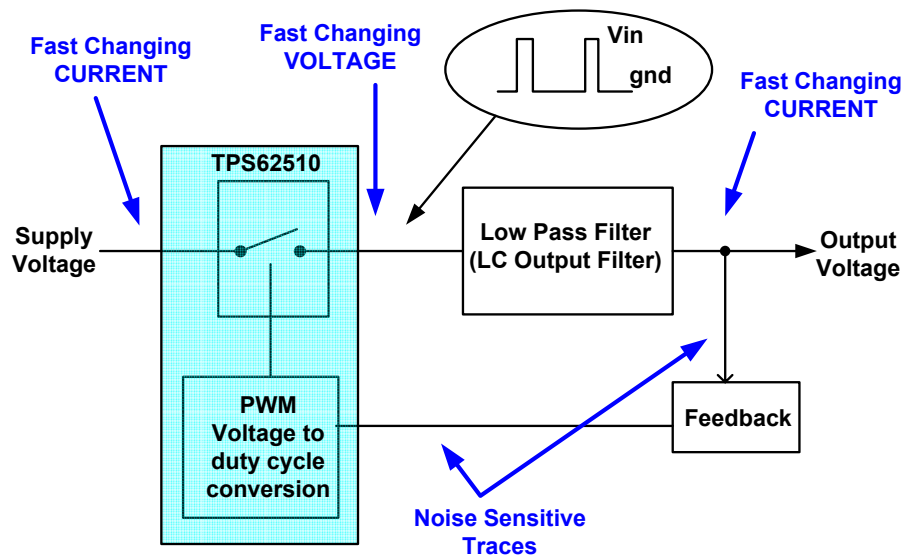 Fast Changing
CURRENT
Fast Changing
VOLTAGE
Vin
gnd
Fast Changing
CURRENT
TPS62510
Supply
Voltage
Low Pass Filter
(LC Output Filter)
Output
Voltage
PWM
Voltage to
duty cycle
conversion
Feedback
Noise Sensitive
Traces